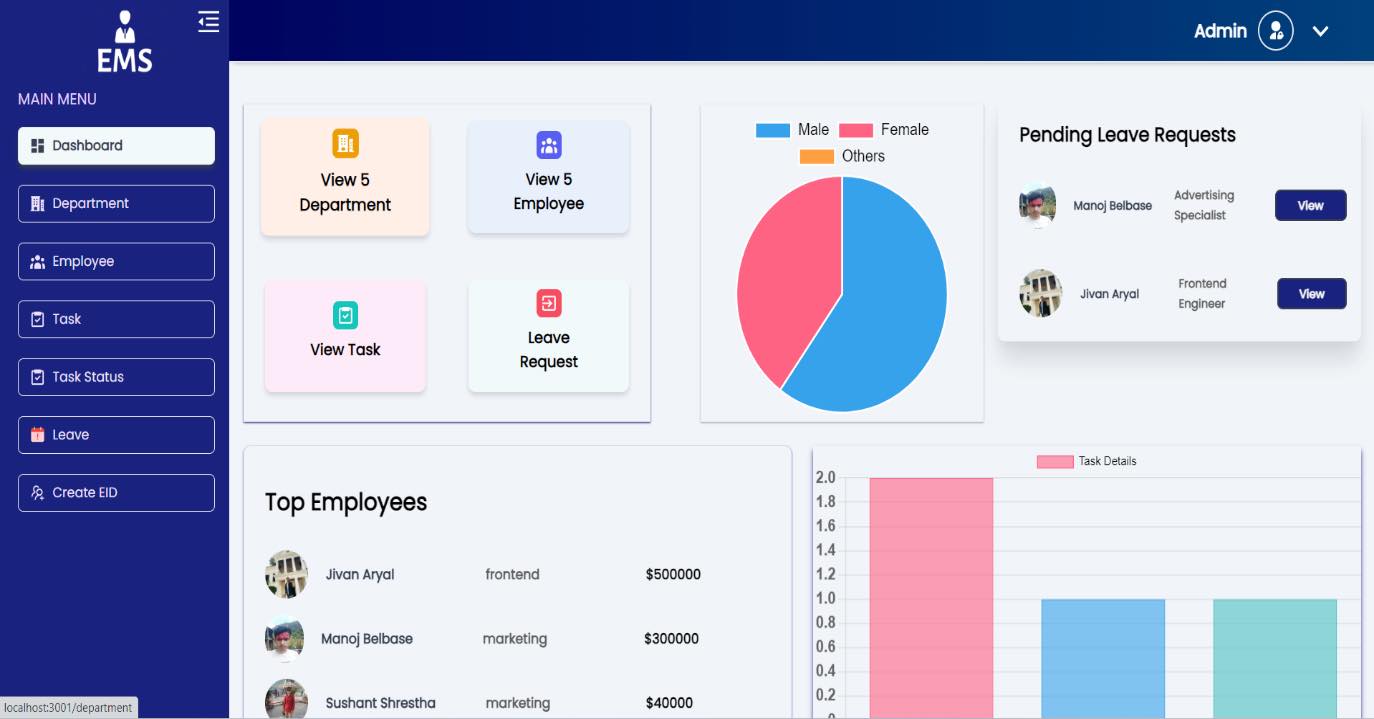 EMS
MAIN MENU
Dashboard
Department
Employee
Task
Task Status
Leave
Create EID
localhost:3001/department
Admin
View 5
Department
View 5
Employee
View Task
Leave
Request
Male
Female
Others
Pending Leave Requests
Manoj Belbase
Advertising
Specialist
View
Jivan Aryal
Frontend
Engineer
View
Top Employees
Jivan Aryal frontend $500000
Manoj Belbase marketing $300000
Sushant Shrestha marketing $40000
Task Details
2.0
1.8
1.6
1.4
1.2
1.0
0.8
0.6
0.4
0.2
0